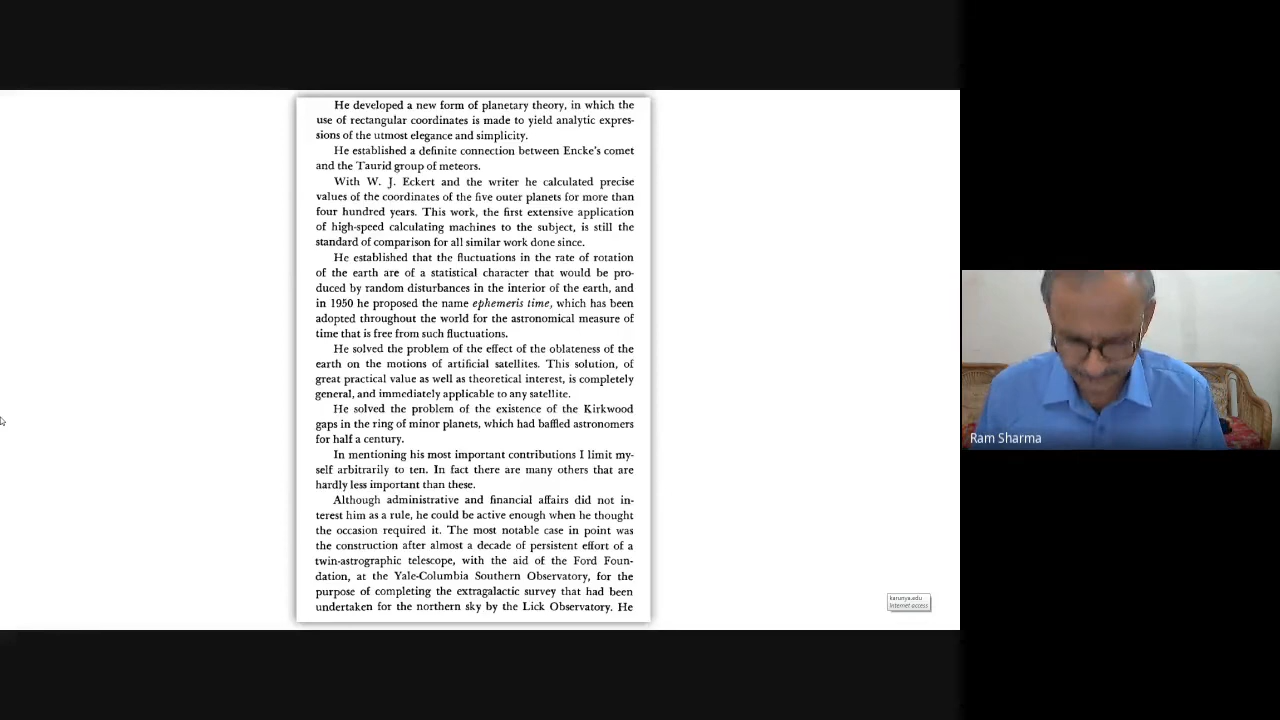 He developed a new form of planetary theory, in which the
use of rectangular coordinates is made to yield analytic expres-
sions of the utmost elegance and simplicity.
He established a definite connection between Encke's comet
and the Taurid group of meteors.
With W. J. Eckert and the writer he calculated precise
values of the coordinates of the five outer planets for more than
four hundred years. This work, the first extensive application
of high-speed calculating machines to the subject, is still the
standard of comparison for all similar work done since.
He established that the fluctuations in the rate of rotation
of the earth are of a statistical character that would be pro-
duced by random disturbances in the interior of the earth, and
in 1950 he proposed the name ephemeris time, which has been
adopted throughout the world for the astronomical measure of
time that is free from such fluctuations.
He solved the problem of the effect of the oblateness of the
earth on the motions of artificial satellites. This solution, of
great practical value as well as theoretical interest, is completely
general, and immediately applicable to any satellite.
He solved the problem of the existence of the Kirkwood
gaps in the ring of minor planets, which had baffled astronomers
for half a century.
In mentioning his most important contributions I limit my-
self arbitrarily to ten. In fact there are many others that are
hardly less important than these.
Although administrative and financial affairs did not in-
terest him as a rule, he could be active enough when he thought
the occasion required it. The most notable case in point was
the construction after almost a decade of persistent effort of a
twin-astrographic telescope, with the aid of the Ford Foun-
dation, at the Yale-Columbia Southern Observatory, for the
purpose of completing the extragalactic survey that had been
undertaken for the northern sky by the Lick Observatory. He
karunya.edu
Internet access
Ram Sharma